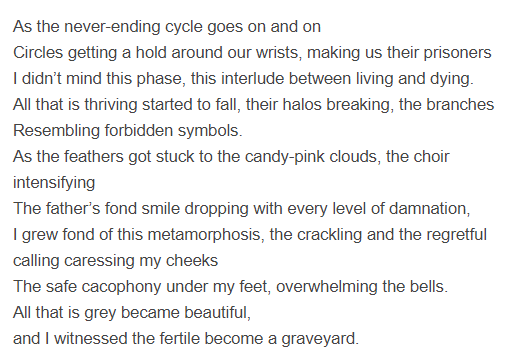 As the never-ending cycle goes on and on
Circles getting a hold around our wrists, making us their prisoners
I didn’t mind this phase, this interlude between living and dying.
All that is thriving started to fall, their halos breaking, the branches
Resembling forbidden symbols.
As the feathers got stuck to the candy-pink clouds, the choir
intensifying
The father’s fond smile dropping with every level of damnation,
I grew fond of this metamorphosis, the crackling and the regretful
calling caressing my cheeks
The safe cacophony under my feet, overwhelming the bells.
All that is grey became beautiful,
and I witnessed the fertile become a graveyard.